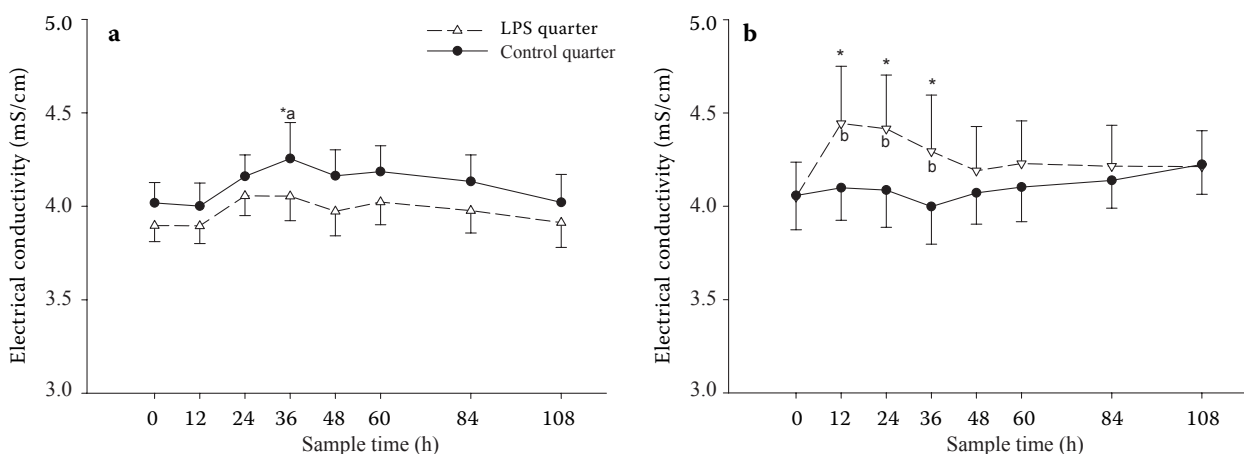 a
LPS quarter
Control quarter
Electrical conductivity (mS/cm)
5.0
4.5
4.0
3.5
3.0
*a
0 12 24 36 48 60 84 108
Sample time (h)
b
Electrical conductivity (mS/cm)
5.0
4.5
4.0
3.5
3.0
* * *
b b b
0 12 24 36 48 60 84 108
Sample time (h)